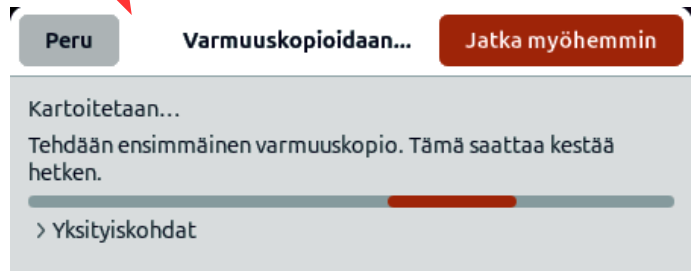 Peru
Varmuuskopioidaan...
Jatka myöhemmin
Kartoitetaan...
Tehdään ensimmäinen varmuuskopio. Tämä saattaa kestää
hetken.
> Yksityiskohdat